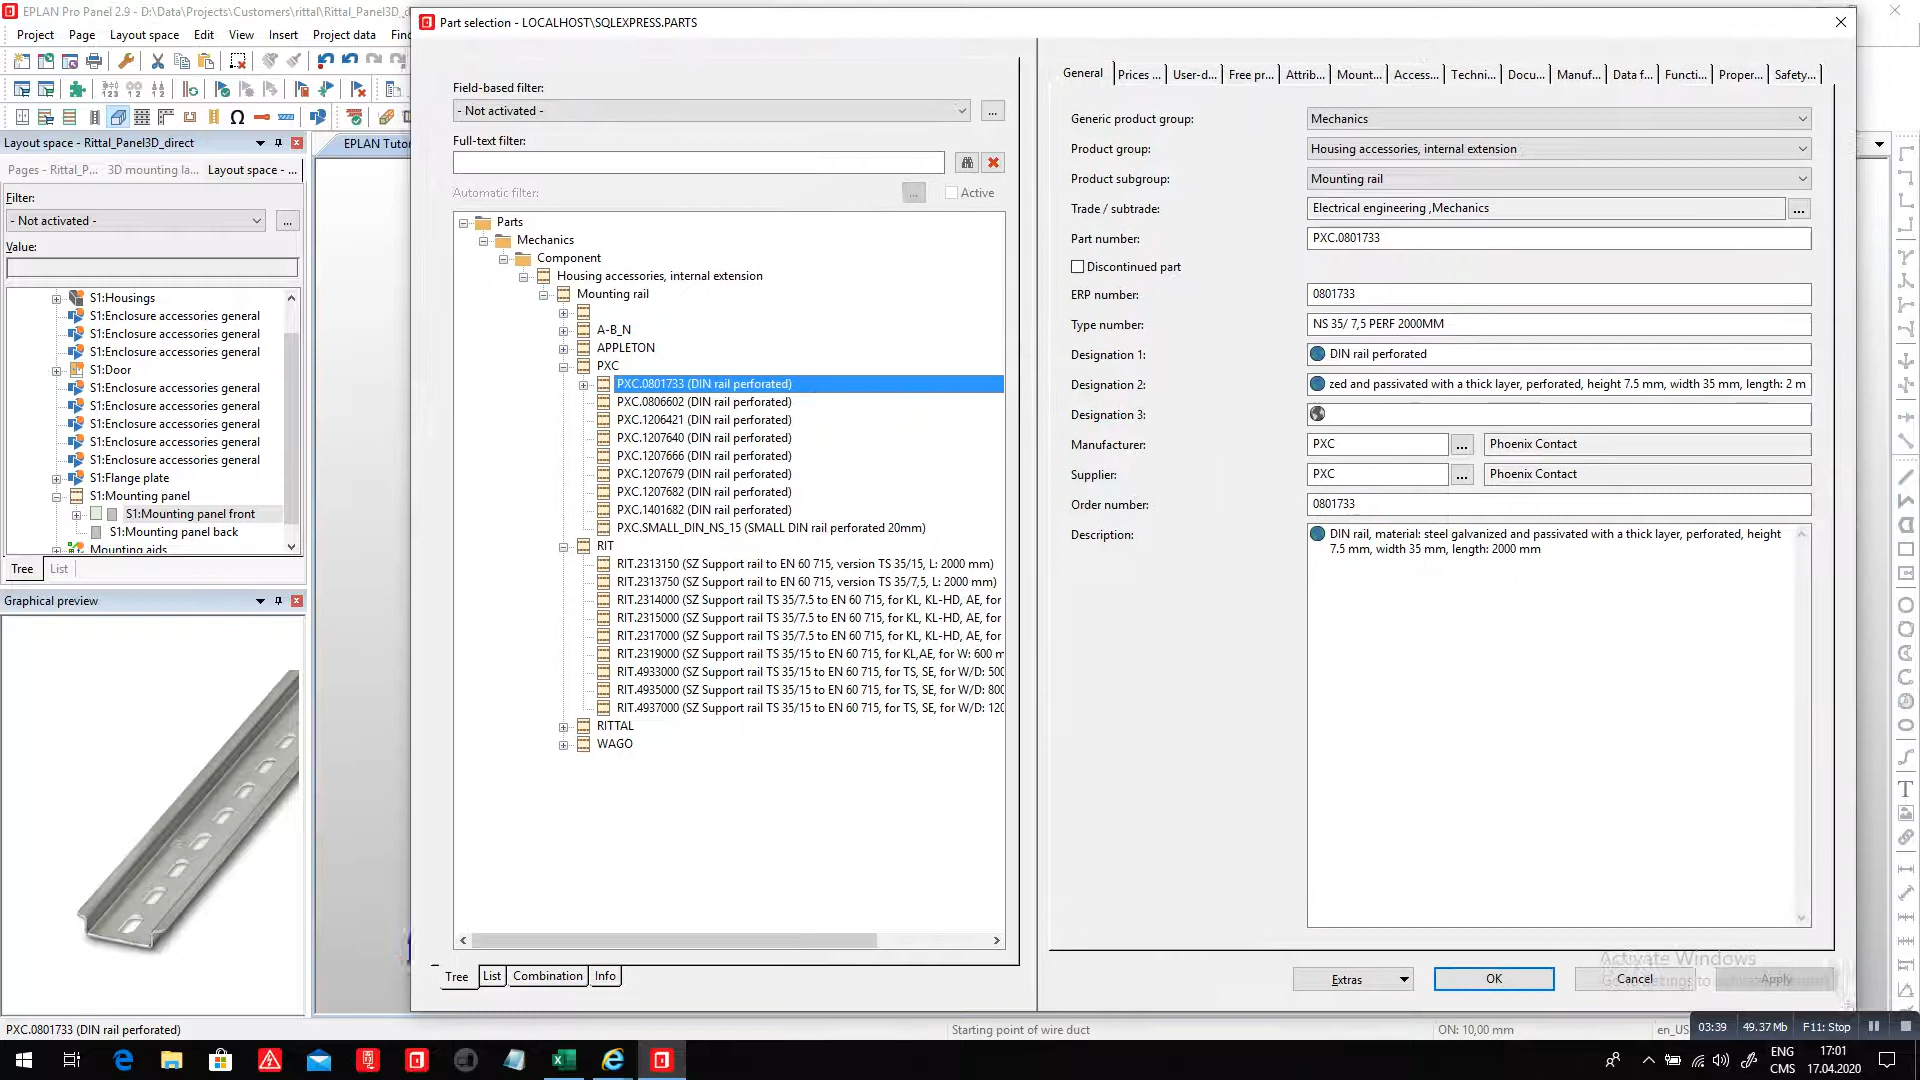 EPLAN Pro Panel 2.9 - D:\Data\Projects\Customers\rittal\Rittal_Panel3D_d
Project Page Layout space Edit View Insert Project data Fin
Layout space - Rittal_Panel3D_direct
Pages - Rittal_P... 3D mounting la... Layout space - ...
Filter:
- Not activated -
...
Value:
S1:Housings
S1:Enclosure accessories general
S1:Enclosure accessories general
S1:Enclosure accessories general
S1:Door
S1:Enclosure accessories general
S1:Enclosure accessories general
S1:Enclosure accessories general
S1:Enclosure accessories general
S1:Enclosure accessories general
S1:Flange plate
S1:Mounting panel
S1:Mounting panel front
S1:Mounting panel back
Mounting aids
Tree List
Graphical preview
EPLAN Tuto
Part selection - LOCALHOST\SQLEXPRESS.PARTS
Field-based filter:
- Not activated -
...
Full-text filter:
Automatic filter:
...
Active
Parts
Mechanics
Component
Housing accessories, internal extension
Mounting rail
A-B_N
APPLETON
PXC
PXC.0801733 (DIN rail perforated)
PXC.0806602 (DIN rail perforated)
PXC.1206421 (DIN rail perforated)
PXC.1207640 (DIN rail perforated)
PXC.1207666 (DIN rail perforated)
PXC.1207679 (DIN rail perforated)
PXC.1207682 (DIN rail perforated)
PXC.1401682 (DIN rail perforated)
PXC.SMALL_DIN_NS_15 (SMALL DIN rail perforated 20mm)
RIT
RIT.2313150 (SZ Support rail to EN 60 715, version TS 35/15, L: 2000 mm)
RIT.2313750 (SZ Support rail to EN 60 715, version TS 35/7,5, L: 2000 mm)
RIT.2314000 (SZ Support rail TS 35/7.5 to EN 60 715, for KL, KL-HD, AE, for
RIT.2315000 (SZ Support rail TS 35/7.5 to EN 60 715, for KL, KL-HD, AE, for
RIT.2317000 (SZ Support rail TS 35/7.5 to EN 60 715, for KL, KL-HD, AE, for
RIT.2319000 (SZ Support rail TS 35/15 to EN 60 715, for KL,AE, for W: 600 m
RIT.4933000 (SZ Support rail TS 35/15 to EN 60 715, for TS, SE, for W/D: 500
RIT.4935000 (SZ Support rail TS 35/15 to EN 60 715, for TS, SE, for W/D: 800
RIT.4937000 (SZ Support rail TS 35/15 to EN 60 715, for TS, SE, for W/D: 120
RITTAL
WAGO
Tree List Combination Info
General Prices ... User-d... Free pr... Attrib... Mount... Access... Techni... Docu... Manuf... Data f... Functi... Proper... Safety...
Generic product group: Mechanics
Product group: Housing accessories, internal extension
Product subgroup: Mounting rail
Trade / subtrade: Electrical engineering ,Mechanics ...
Part number: PXC.0801733
Discontinued part
ERP number: 0801733
Type number: NS 35/ 7,5 PERF 2000MM
Designation 1: DIN rail perforated
Designation 2: zed and passivated with a thick layer, perforated, height 7.5 mm, width 35 mm, length: 2 m
Designation 3:
Manufacturer: PXC ... Phoenix Contact
Supplier: PXC ... Phoenix Contact
Order number: 0801733
Description: DIN rail, material: steel galvanized and passivated with a thick layer, perforated, height
7.5 mm, width 35 mm, length: 2000 mm
Activate Windows
Extras OK Cancel Apply
PXC.0801733 (DIN rail perforated) Starting point of wire duct ON: 10,00 mm en_US
03:39 49.37 Mb F11: Stop
ENG
CMS
17:01
17.04.2020